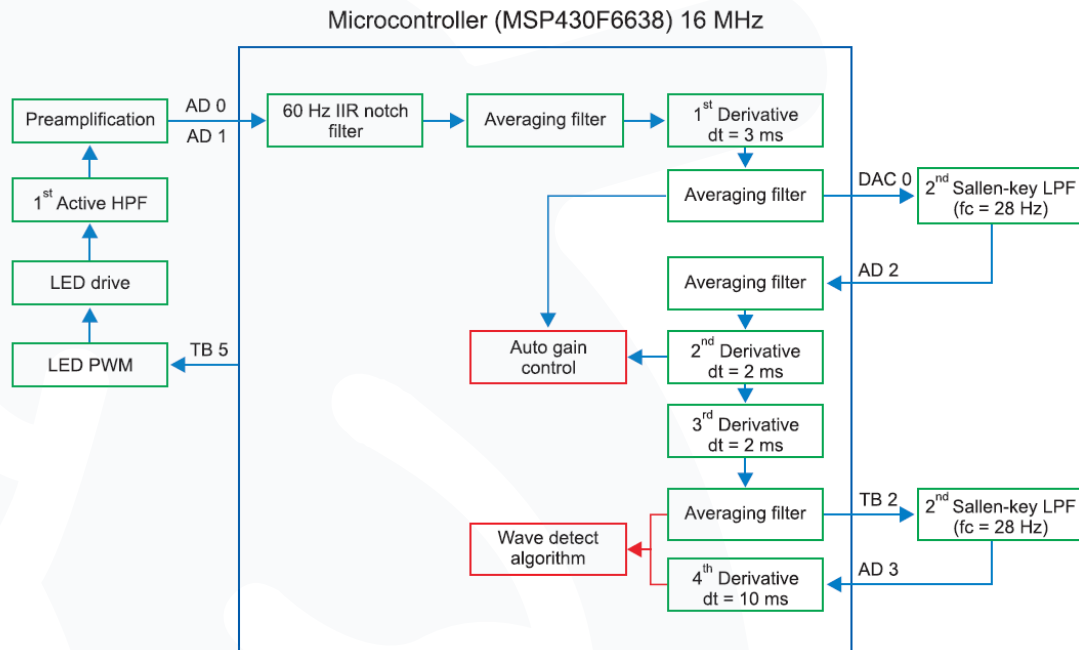 Microcontroller (MSP430F6638) 16 MHz
Preamplification
AD 0
AD 1
60 Hz IIR notch
filter
Averaging filter
1st Derivative
dt = 3 ms
1st Active HPF
Averaging filter
DAC 0
2nd Sallen-key LPF
(fc = 28 Hz)
LED drive
Averaging filter
AD 2
LED PWM
TB 5
Auto gain
control
2nd Derivative
dt = 2 ms
3rd Derivative
dt = 2 ms
Averaging filter
TB 2
2nd Sallen-key LPF
(fc = 28 Hz)
Wave detect
algorithm
4th Derivative
dt = 10 ms
AD 3